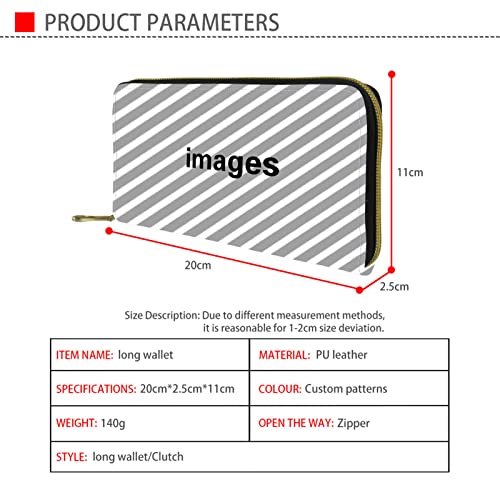 PRODUCT PARAMETERS
images
11cm
20cm
2.5cm
Size Description: Due to different measurement methods,
it is reasonable for 1-2cm size deviation.
ITEM NAME: long wallet
MATERIAL: PU leather
SPECIFICATIONS: 20cm*2.5cm*11cm
COLOUR: Custom patterns
WEIGHT: 140g
OPEN THE WAY: Zipper
STYLE: long wallet/Clutch